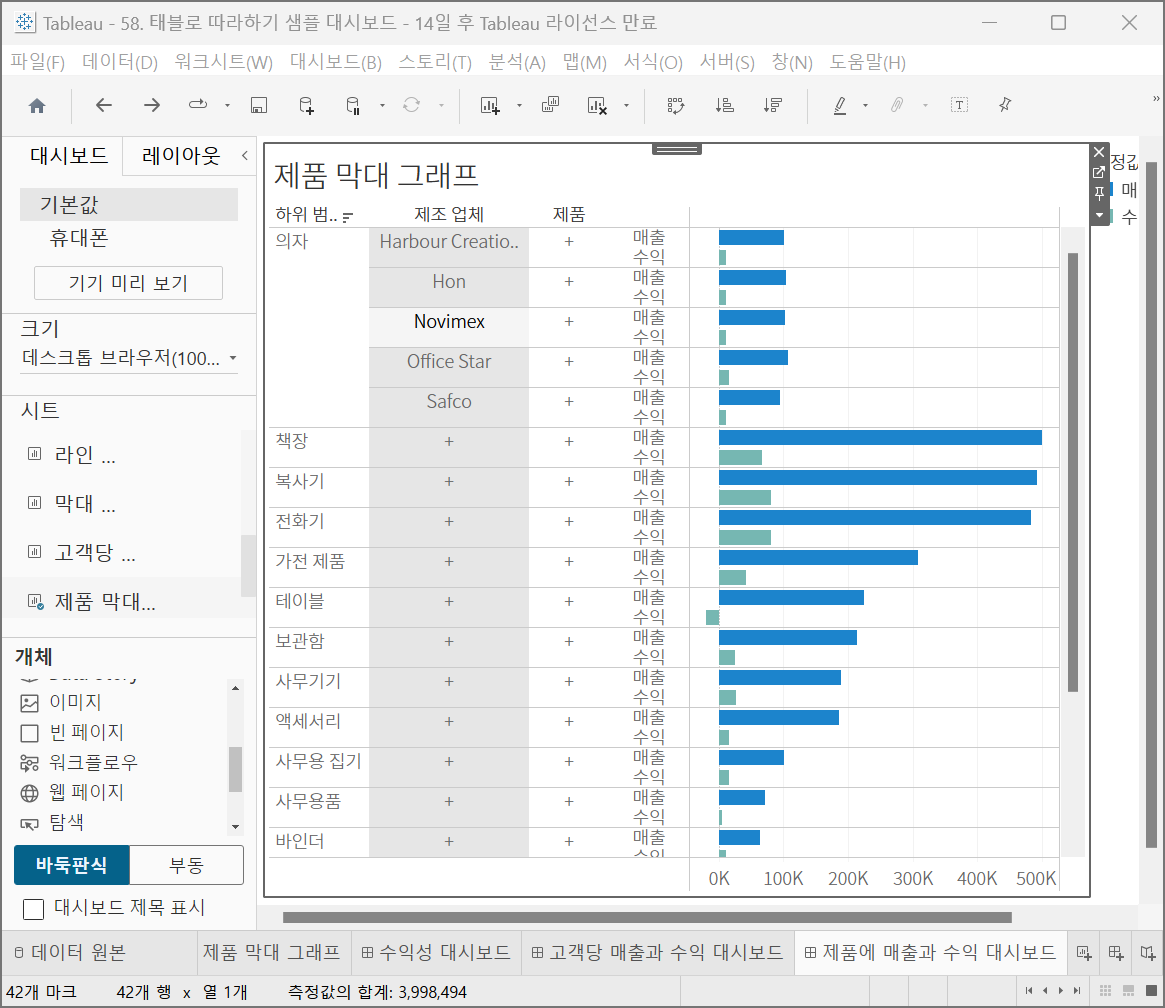 Tableau - 58. 태블로 따라하기 샘플 대시보드 - 14일 후 Tableau 라이선스 만료
파일(F) 데이터(D) 워크시트(W) 대시보드(B) 스토리(T) 분석(A) 맵(M) 서식(O) 서버(S) 창(N) 도움말(H)
대시보드 레이아웃
기본값
휴대폰
기기 미리 보기
크기
데스크톱 브라우저(100...
시트
라인 ...
막대 ...
고객당 ...
제품 막대...
개체
Data Story
이미지
빈 페이지
워크플로우
웹 페이지
탐색
바둑판식 부동
대시보드 제목 표시
제품 막대 그래프
하위 범.. 제조 업체 제품
의자 Harbour Creatio.. + 매출
수익
Hon + 매출
수익
Novimex + 매출
수익
Office Star + 매출
수익
Safco + 매출
수익
책장 + + 매출
수익
복사기 + + 매출
수익
전화기 + + 매출
수익
가전 제품 + + 매출
수익
테이블 + + 매출
수익
보관함 + + 매출
수익
사무기기 + + 매출
수익
액세서리 + + 매출
수익
사무용 집기 + + 매출
수익
사무용품 + + 매출
수익
바인더 + + 매출
수익
0K 100K 200K 300K 400K 500K
정값
매
수
데이터 원본 제품 막대 그래프 수익성 대시보드 고객당 매출과 수익 대시보드 제품에 매출과 수익 대시보드
42개 마크 42개 행 x 열 1개 측정값의 합계: 3,998,494